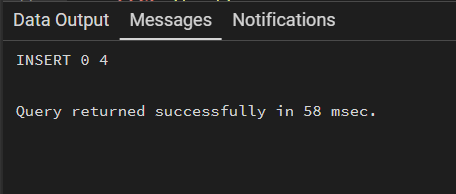 Data Output Messages Notifications
INSERT 0 4
Query returned successfully in 58 msec.